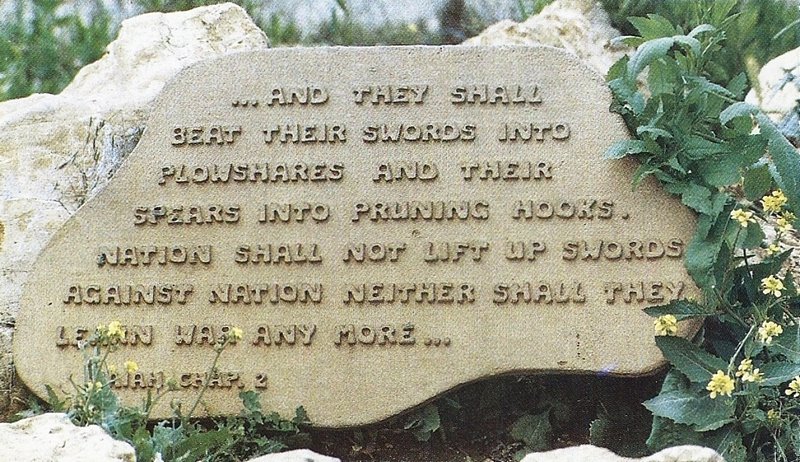 ...AND THEY SHALL
BEAT THEIR SWORDS INTO
PLOWSHARES AND THEIR
SPEARS INTO PRUNING HOOKS.
NATION SHALL NOT LIFT UP SWORDS
AGAINST NATION NEITHER SHALL THEY
LEARN WAR ANY MORE...
CHAP. 2